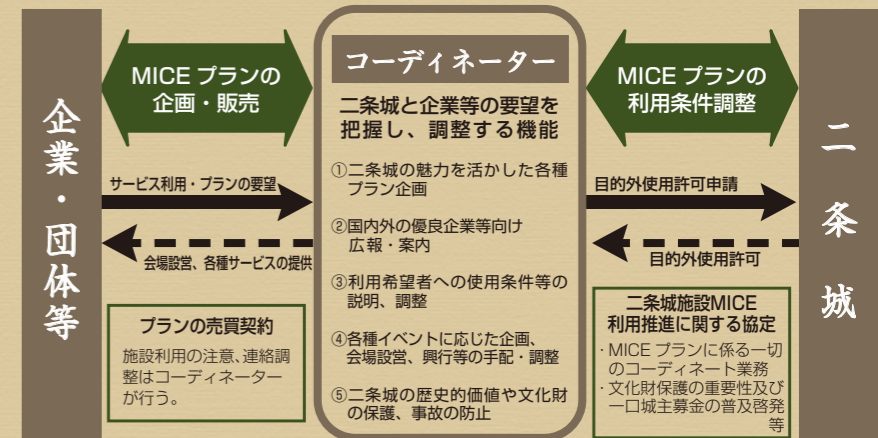 企業・団体等
MICE プランの
企画・販売
サービス利用・プランの要望
会場設営、各種サービスの提供
プランの売買契約
施設利用の注意、連絡調
整はコーディネーター
が行う。
コーディネーター
二条城と企業等の要望を
把握し、調整する機能
①二条城の魅力を活かした各種
プラン企画
②国内外の優良企業等向け
広報・案内
③利用希望者への使用条件等の
説明、調整
④各種イベントに応じた企画、
会場設営、興行等の手配・調整
⑤二条城の歴史的価値や文化財
の保護、事故の防止
MICE プランの
利用条件調整
目的外使用許可申請
目的外使用許可
二条城施設MICE
利用推進に関する協定
・MICE プランに係る一切
のコーディネート業務
・文化財保護の重要性及び
一口城主募金の普及啓発
等
二条城